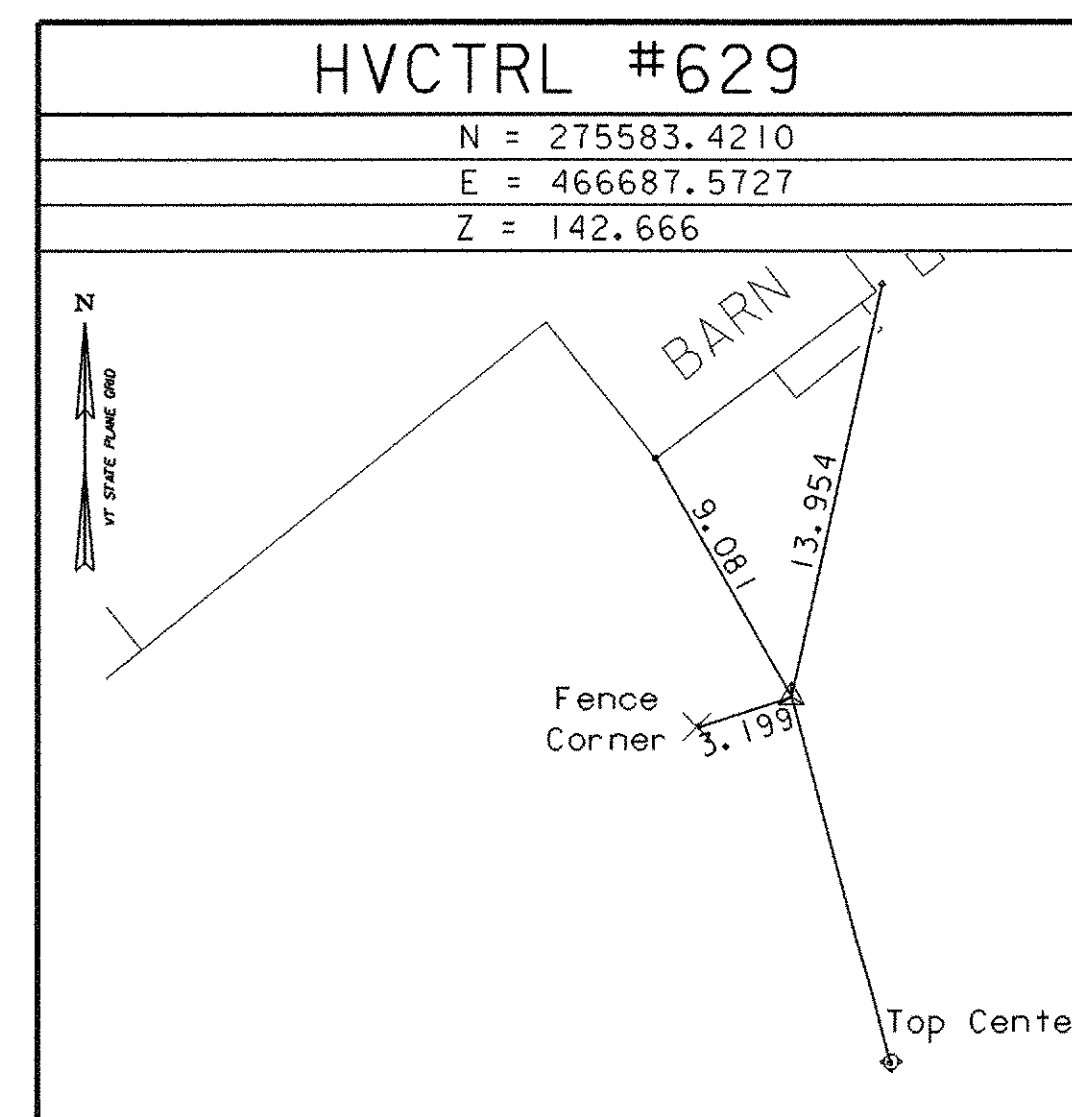 HVCTRL #629
N = 275583.4210
E = 466687.5727
Z = 142.666
N
VT STATE PLANE GRID
BARN
9.081
13.954
Fence
Corner
3.199
Top Cente